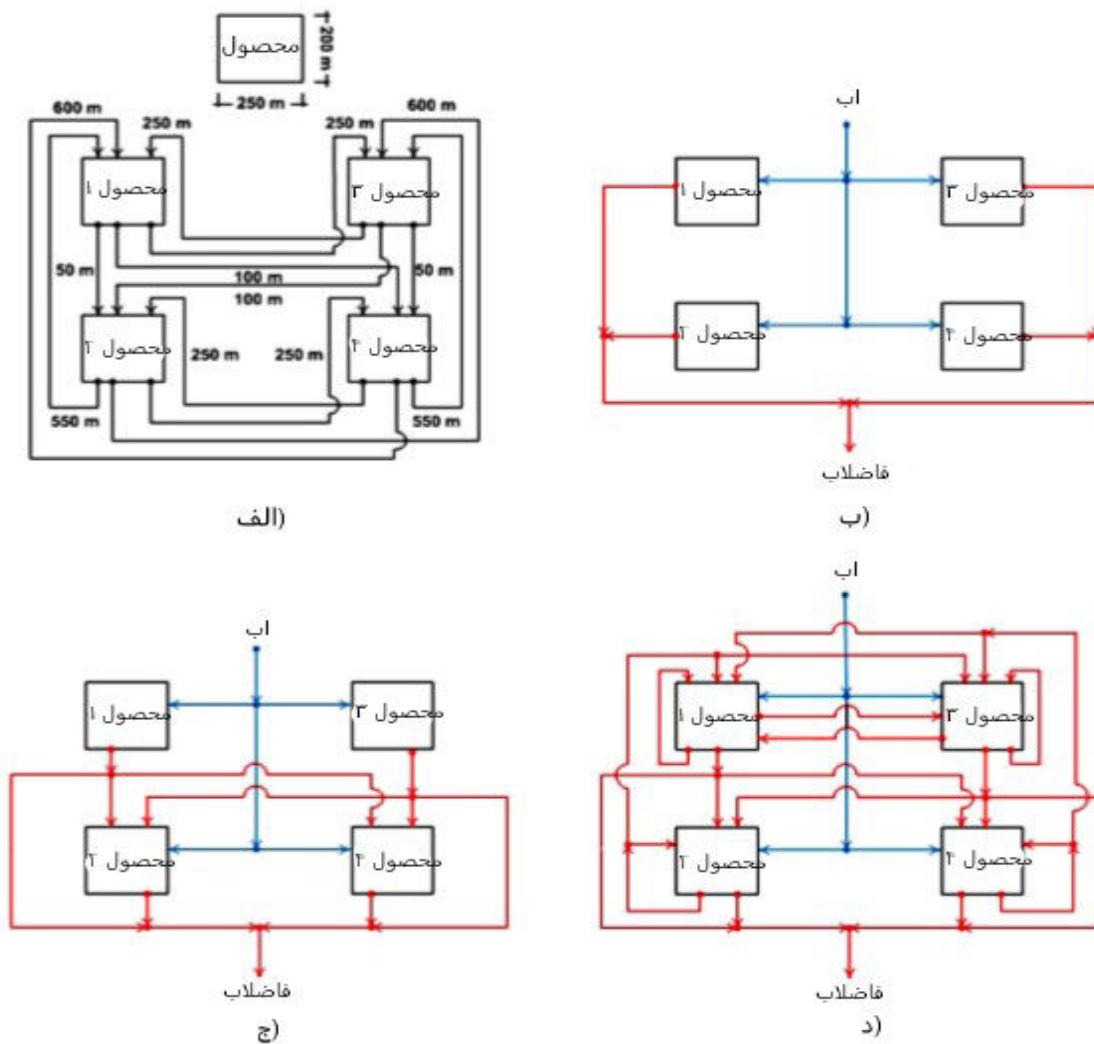 محصول
200 m
250 m
600 m
600 m
250 m
250 m
محصول ۱
محصول ۳
50 m
50 m
100 m
100 m
محصول ۲
محصول ۴
250 m
250 m
550 m
550 m
الف)
اب
محصول ۱
محصول ۳
محصول ۲
محصول ۴
فاضلاب
ب)
اب
محصول ۱
محصول ۳
محصول ۲
محصول ۴
فاضلاب
ج)
اب
محصول ۱
محصول ۳
محصول ۲
محصول ۴
فاضلاب
د)